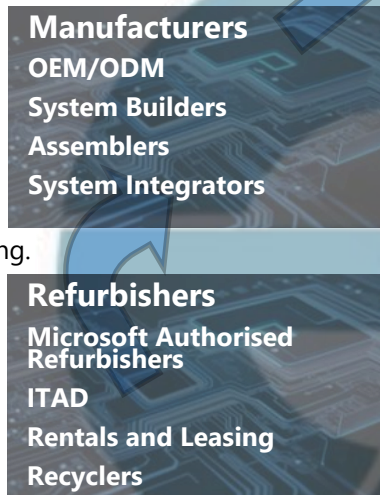 Manufacturers
OEM/ODM
System Builders
Assemblers
System Integrators
ng.
Refurbishers
Microsoft Authorised
Refurbishers
ITAD
Rentals and Leasing
Recyclers